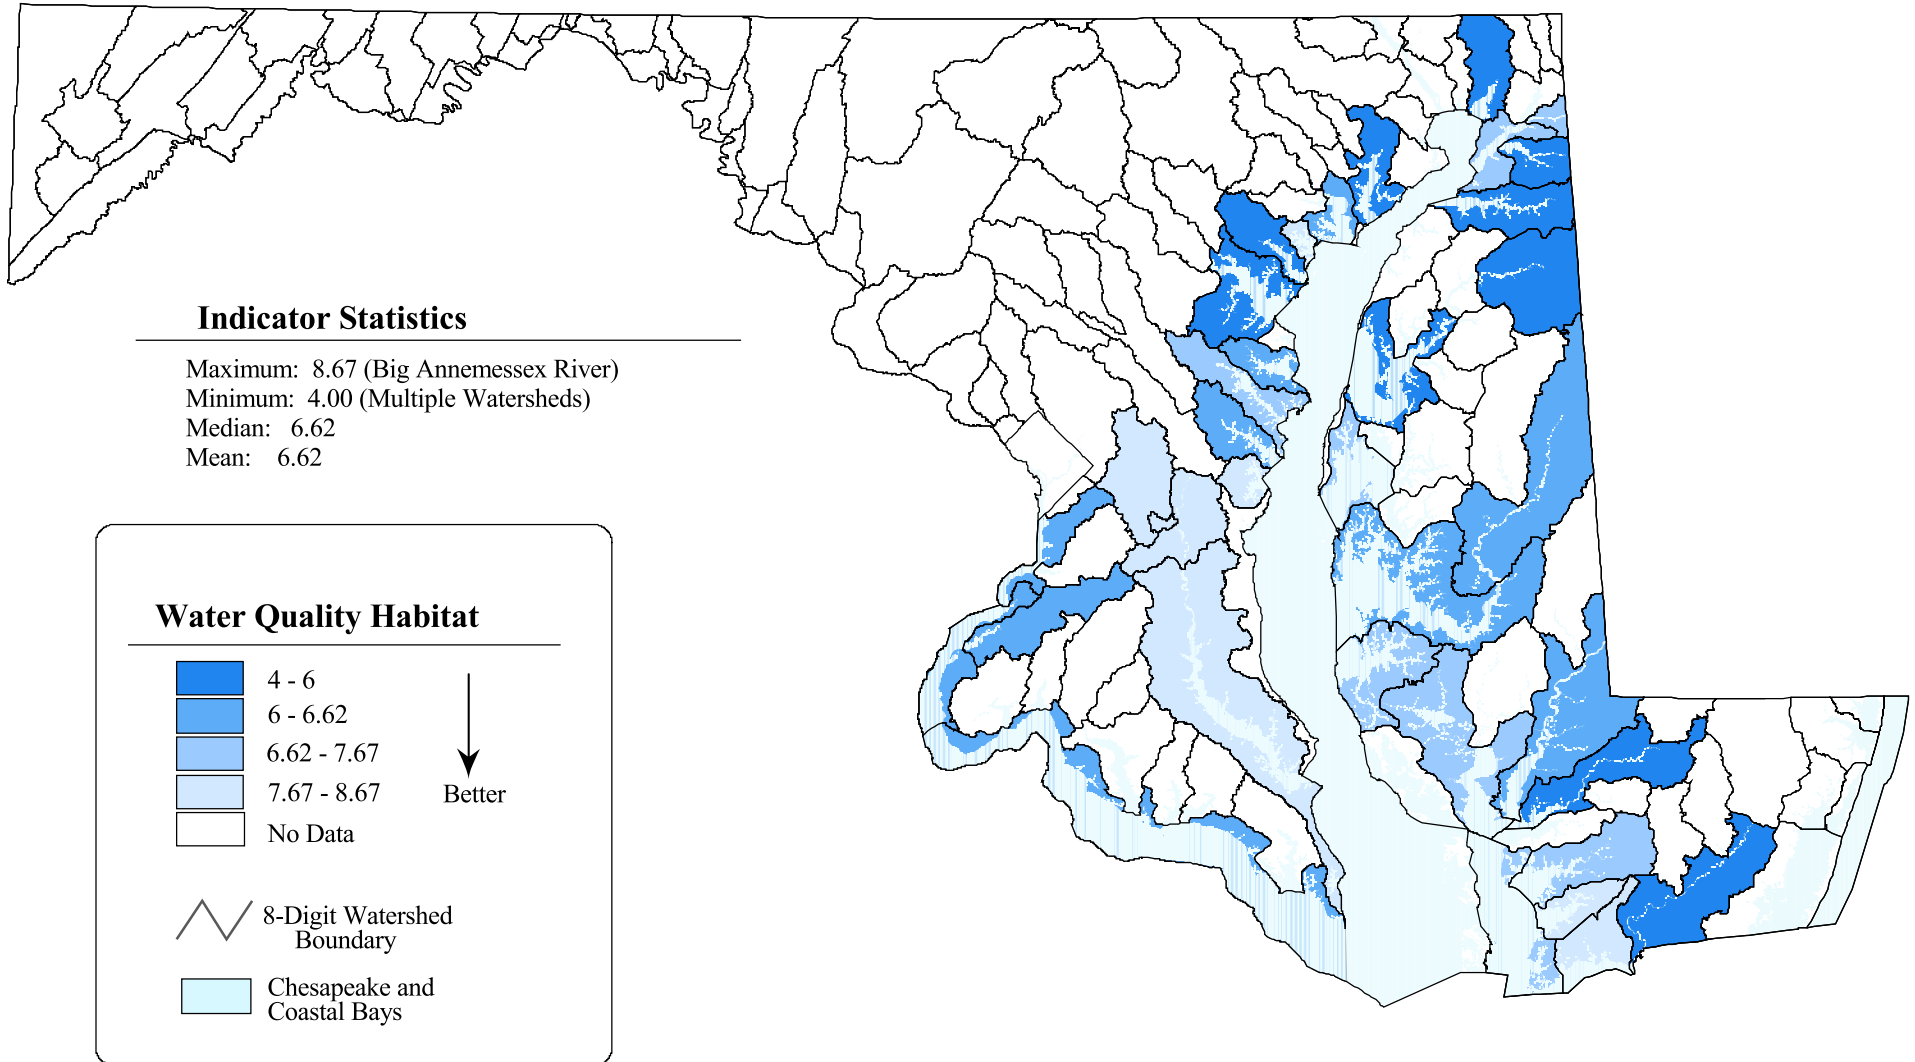 Indicator Statistics
Maximum: 8.67 (Big Annemessex River)
Minimum: 4.00 (Multiple Watersheds)
Median: 6.62
Mean: 6.62
Water Quality Habitat
4 - 6
6 - 6.62
6.62 - 7.67
7.67 - 8.67
Better
No Data
8-Digit Watershed
Boundary
Chesapeake and
Coastal Bays